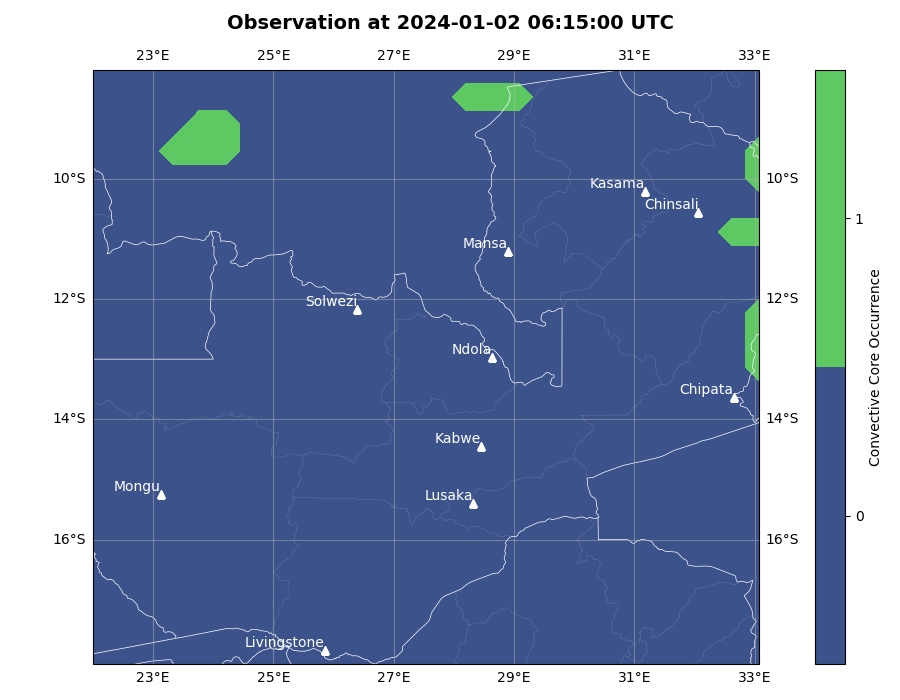 Observation at 2024-01-02 06:15:00 UTC
23°E 25°E 27°E 29°E 31°E 33°E
10°S 10°S
Kasama
Chinsali
1
Mansa
12°S 12°S
Solwezi
Ndola
Convective Core Occurrence
Chipata
14°S 14°S
Kabwe
Mongu
Lusaka
0
16°S 16°S
Livingstone
23°E 25°E 27°E 29°E 31°E 33°E